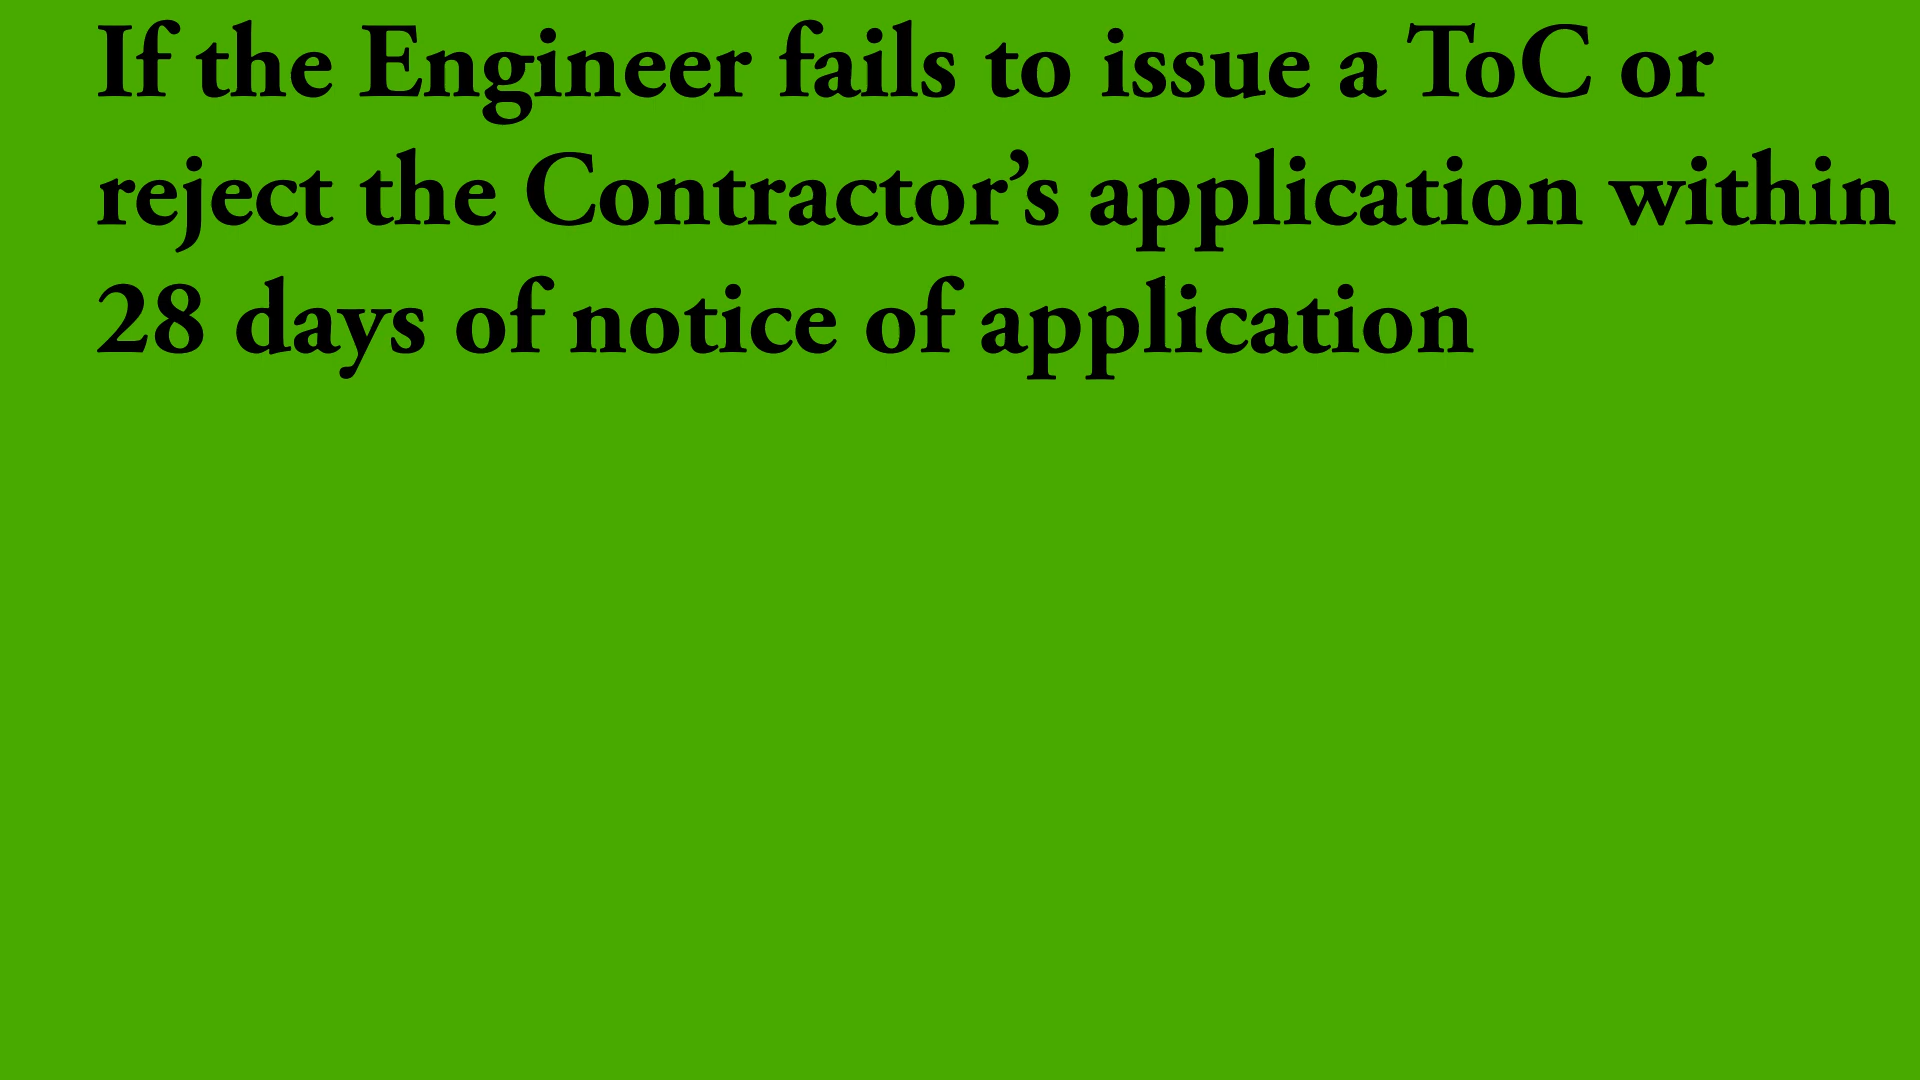 If the Engineer fails to issue a ToC or
reject the Contractor’s application within
28 days of notice of application